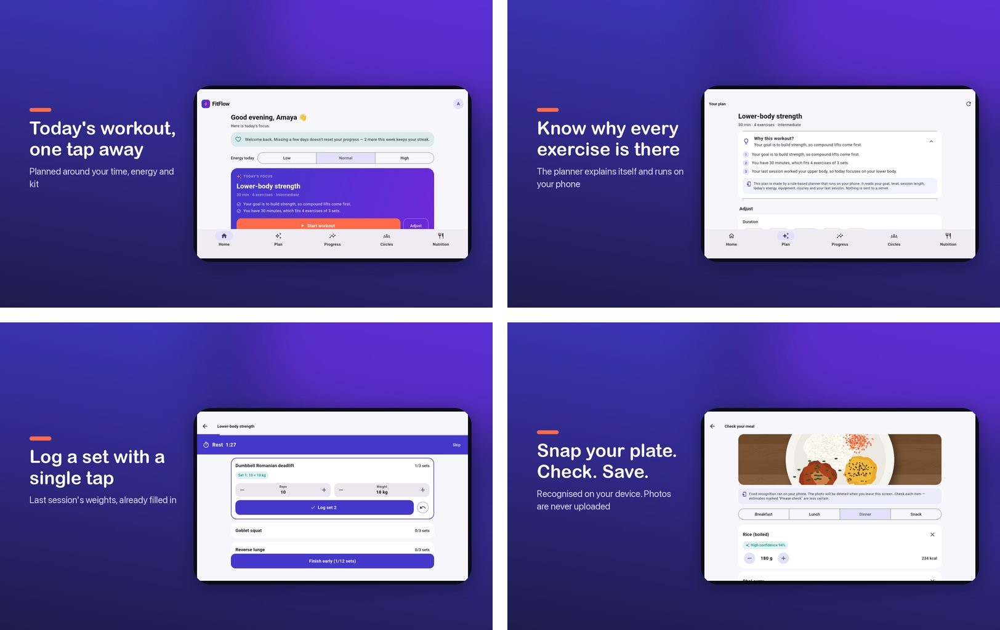 Today's workout,
one tap away
Planned around your time, energy and
kit
FitFlow
A
Good evening, Amaya 👋
Here is today's focus.
Welcome back. Missing a few days doesn't reset your progress — 2 more this week keeps your streak.
Energy today
Low
Normal
High
TODAY'S FOCUS
Lower-body strength
30 min · 4 exercises · Intermediate
Your goal is to build strength, so compound lifts come first.
You have 30 minutes, which fits 4 exercises of 3 sets.
Start workout
Adjust
Home
Plan
Progress
Circles
Nutrition
Know why every
exercise is there
The planner explains itself and runs on
your phone
Your plan
Lower-body strength
30 min · 4 exercises · Intermediate
Why this workout?
Your goal is to build strength, so compound lifts come first.
1 Your goal is to build strength, so compound lifts come first.
2 You have 30 minutes, which fits 4 exercises of 3 sets.
3 Your last session worked your upper body, so today focuses on your lower body.
This plan is made by a rule-based planner that runs on your phone. It reads your goal, level, session length,
today's energy, equipment, injuries and your last session. Nothing is sent to a server.
Adjust
Duration
Home
Plan
Progress
Circles
Nutrition
Log a set with a
single tap
Last session's weights, already filled in
Lower-body strength
Rest 1:27
Skip
Dumbbell Romanian deadlift
1/3 sets
Set 1: 10 × 18 kg
Reps
10
Weight
18 kg
Log set 2
Goblet squat
0/3 sets
Reverse lunge
0/3 sets
Finish early (1/12 sets)
Snap your plate.
Check. Save.
Recognised on your device. Photos
are never uploaded
Check your meal
Food recognition ran on your phone. The photo will be deleted when you leave this screen. Check each item —
estimates marked "Please check" are less certain.
Breakfast
Lunch
Dinner
Snack
Rice (boiled)
High confidence 94%
180 g
234 kcal